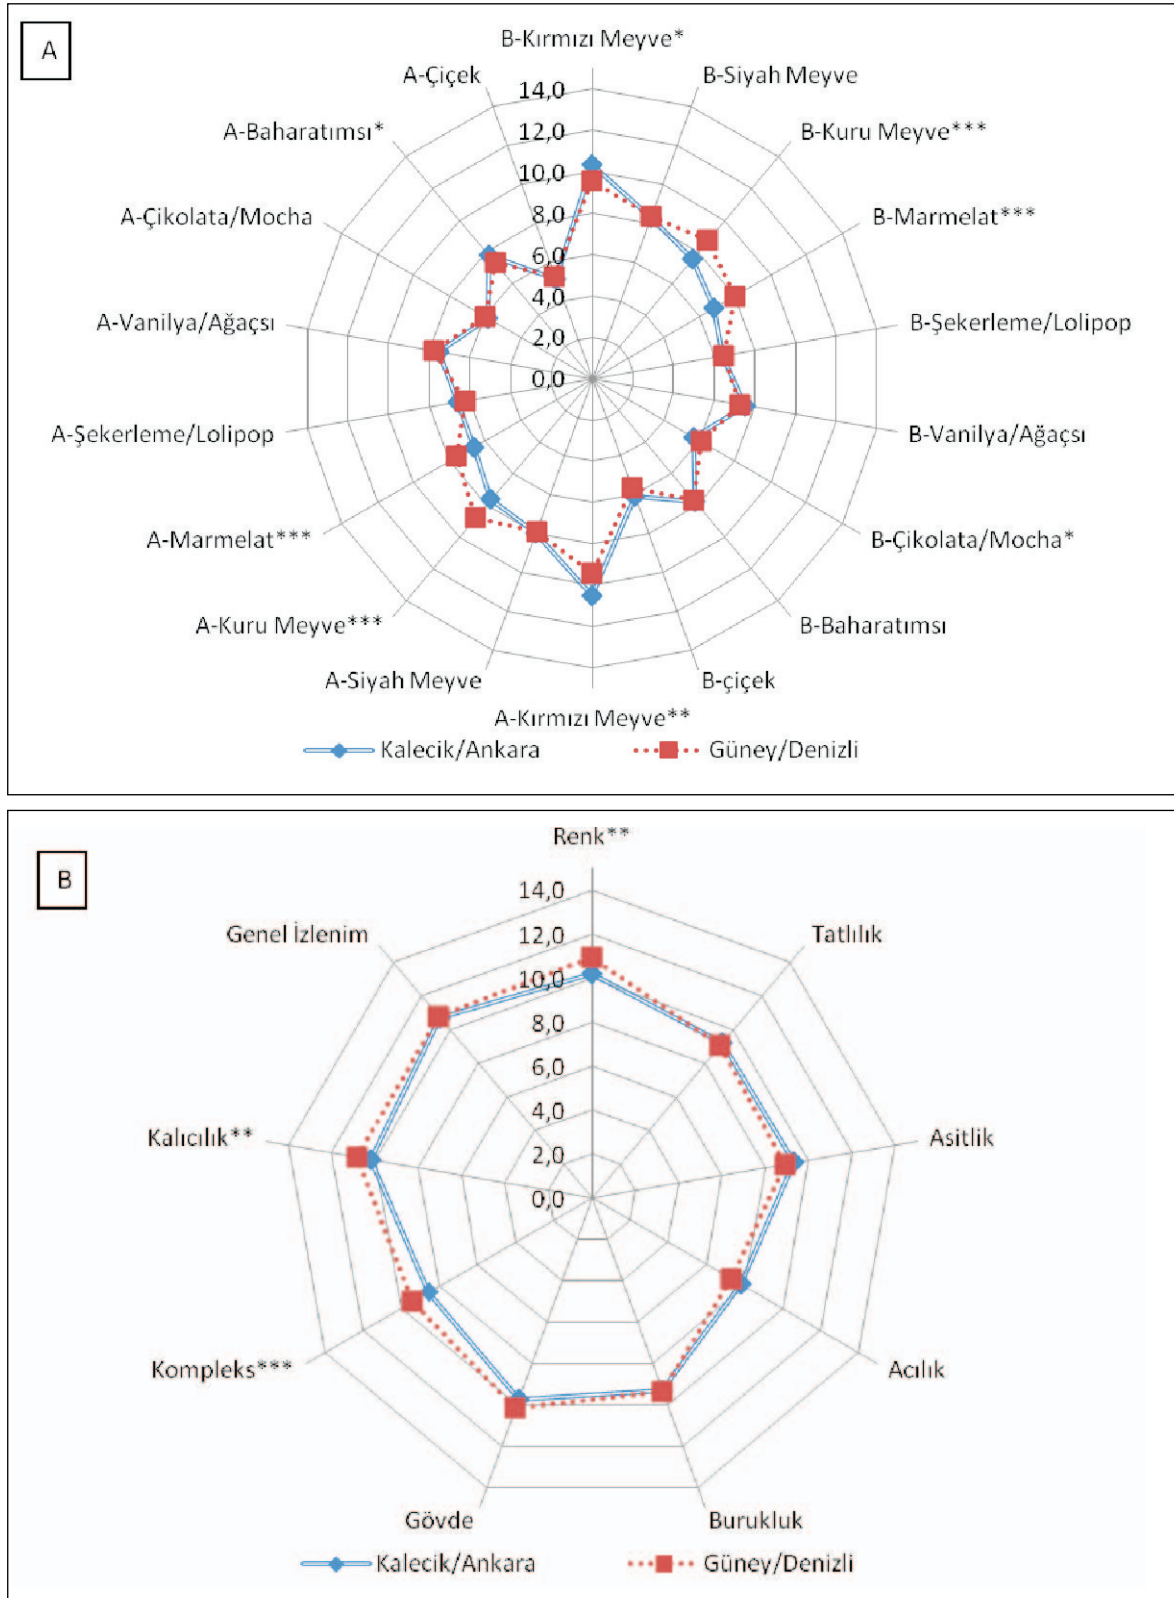 A
B-Kırmızı Meyve*
A-Çiçek
B-Siyah Meyve
14,0
A-Baharatımsı*
B-Kuru Meyve***
12,0
10,0
A-Çikolata/Mocha
B-Marmelat***
8,0
6,0
4,0
A-Vanilya/Ağaçsı
B-Şekerleme/Lolipop
2,0
0,0
A-Şekerleme/Lolipop
B-Vanilya/Ağaçsı
A-Marmelat***
B-Çikolata/Mocha*
A-Kuru Meyve***
B-Baharatımsı
A-Siyah Meyve
B-çiçek
A-Kırmızı Meyve**
Kalecik/Ankara
Güney/Denizli
B
Renk**
14,0
Genel İzlenim
Tatlılık
12,0
10,0
8,0
6,0
4,0
Kalıcılık**
Asitlik
2,0
0,0
Kompleks***
Acılık
Gövde
Burukluk
Kalecik/Ankara
Güney/Denizli